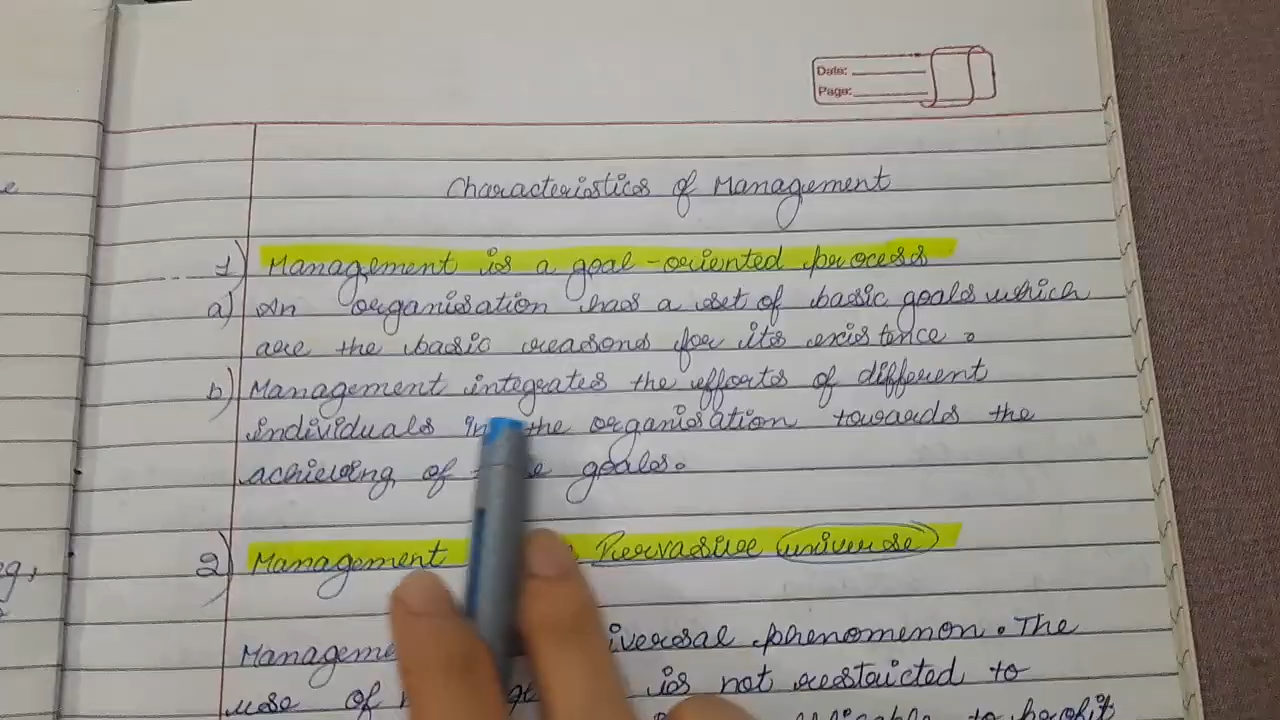 Date:
Page:
Characteristics of Management
1) Management is a goal-oriented process
a) An organisation has a set of basic goals which
are the basic reasons for its existence.
b) Management integrates the efforts of different
individuals in the organisation towards the
achieving of goals.
2) Management Pervasive (universe)
phenomenon. The
use of is not restricted to